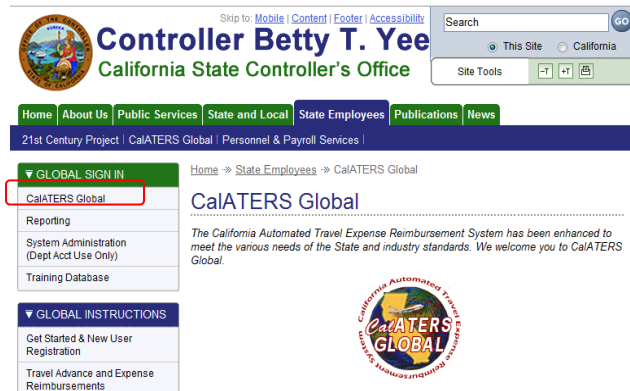 Skip to: Mobile | Content | Footer | Accessibility
Search
GO
Controller Betty T. Yee
This Site California
California State Controller's Office
Site Tools -T +T
Home About Us Public Services State and Local State Employees Publications News
21st Century Project | CalATERS Global | Personnel & Payroll Services |
▼ GLOBAL SIGN IN
CalATERS Global
Reporting
System Administration
(Dept Acct Use Only)
Training Database
▼ GLOBAL INSTRUCTIONS
Get Started & New User
Registration
Travel Advance and Expense
Reimbursements
Home -» State Employees -» CalATERS Global
CalATERS Global
The California Automated Travel Expense Reimbursement System has been enhanced to
meet the various needs of the State and industry standards. We welcome you to CalATERS
Global.
California Automated Travel Expense Reimbursement System
CalATERS
GLOBAL